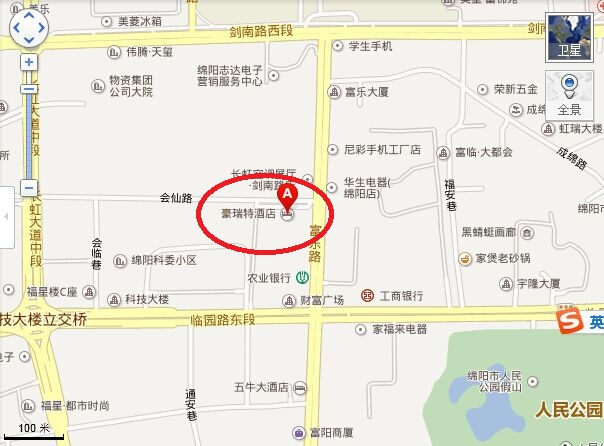 美菱冰箱
剑南路西段
伟腾·天玺
学生手机
卫星
物资集团
公司大院
绵阳志达电子
营销服务中心
富乐大厦
荣新五金
全景
成绵
虹瑞大楼
成绵路
长虹大道中段
所
尼彩手机工厂店
富临·大都会
长虹空调展厅
·剑南路
A
华生电器(
绵阳店)
会仙路
豪瑞特酒店
福安巷
长虹大道中段
会临巷
富乐路
黑蜻蜓画廊
绵阳科委小区
家煲老砂锅
农业银行
福星楼C座
科技大楼
财富广场
工商银行
宇隆大厦
技大楼立交桥
临园路东段
家福来电器
英
子
五牛大酒店
绵阳市人民
公园假山
人民公园
福星·都市时尚
通安巷
100 米
富阳商厦